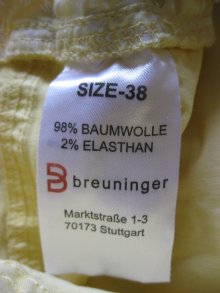 SIZE-38
98% BAUMWOLLE
2% ELASTHAN
breuninger
Marktstraße 1-3
70173 Stuttgart